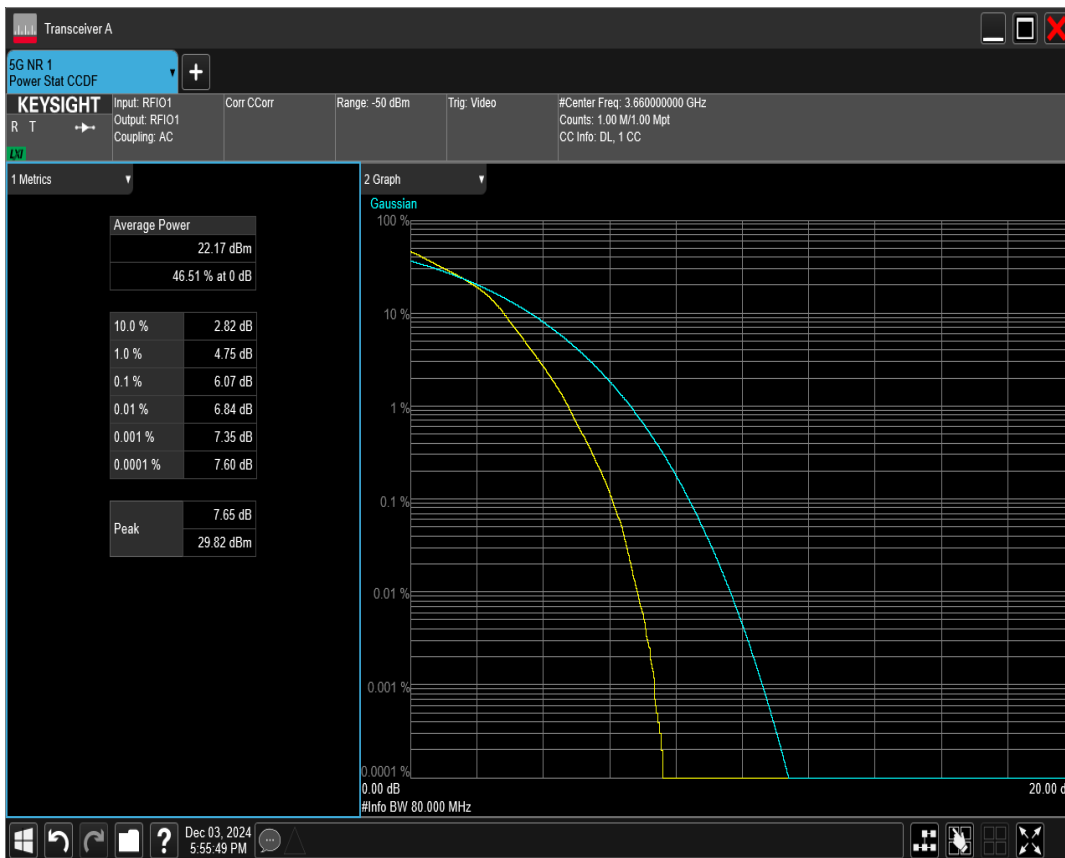 Transceiver A
5G NR 1
Power Stat CCDF
+
KEYSIGHT
R T
LXI
Input: RFIO1
Output: RFIO1
Coupling: AC
Corr CCorr
Range: -50 dBm
Trig: Video
#Center Freq: 3.660000000 GHz
Counts: 1.00 M/1.00 Mpt
CC Info: DL, 1 CC
1 Metrics
Average Power
22.17 dBm
46.51 % at 0 dB
10.0 % 2.82 dB
1.0 % 4.75 dB
0.1 % 6.07 dB
0.01 % 6.84 dB
0.001 % 7.35 dB
0.0001 % 7.60 dB
Peak
7.65 dB
29.82 dBm
2 Graph
Gaussian
100 %
10 %
1 %
0.1 %
0.01 %
0.001 %
0.0001 %
0.00 dB
20.00 d
#Info BW 80.000 MHz
?
Dec 03, 2024
5:55:49 PM